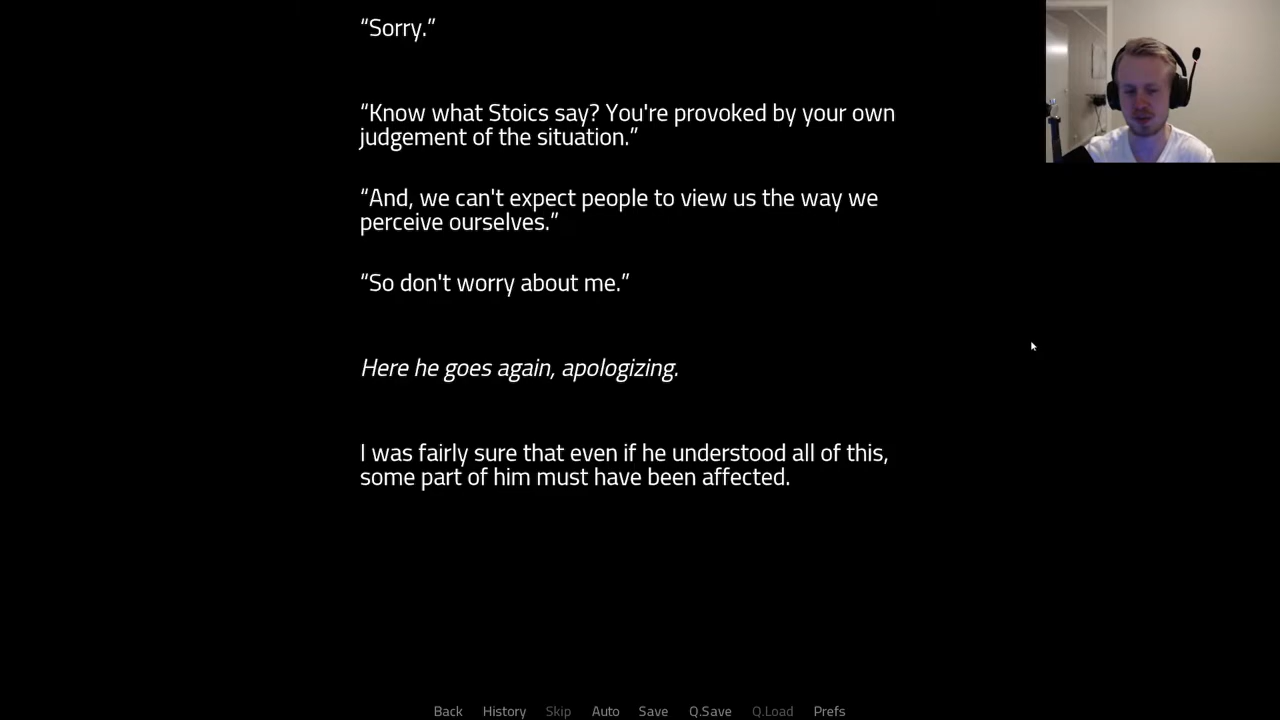 “Sorry.”
“Know what Stoics say? You're provoked by your own
judgement of the situation.”
“And, we can't expect people to view us the way we
perceive ourselves.”
“So don't worry about me.”
Here he goes again, apologizing.
I was fairly sure that even if he understood all of this,
some part of him must have been affected.
Back History Skip Auto Save Q.Save Q.Load Prefs